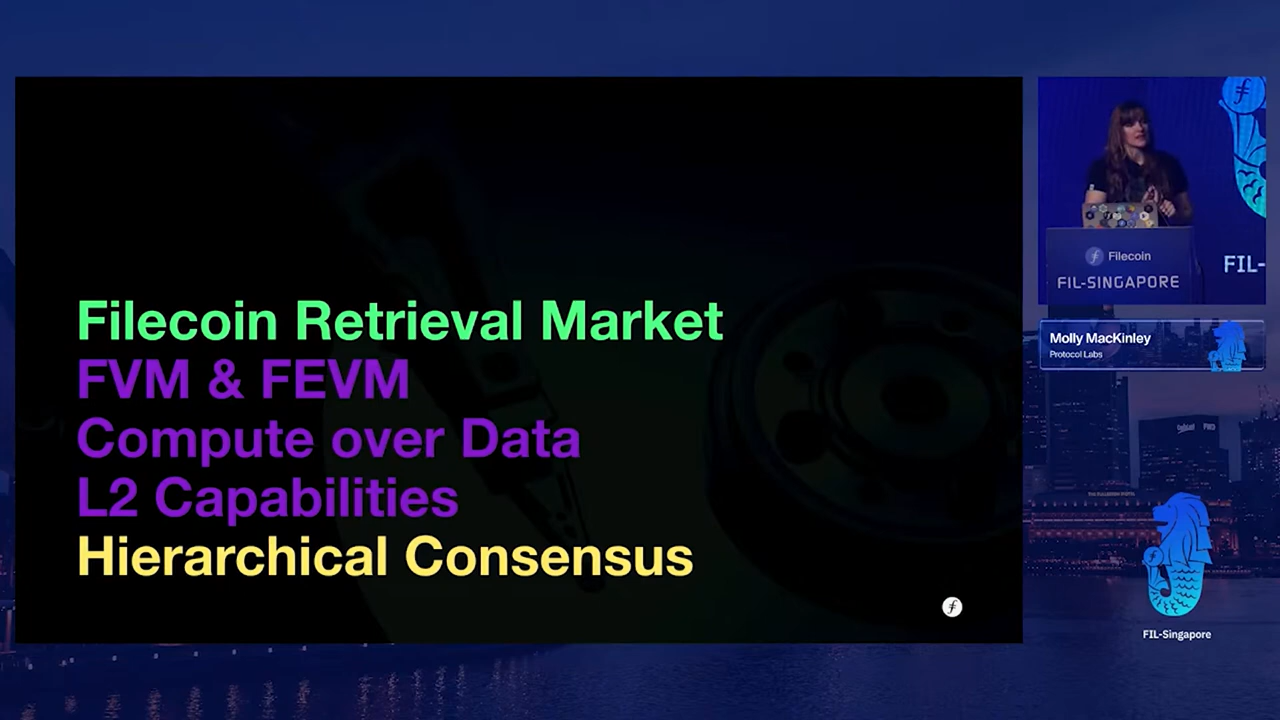 Filecoin Retrieval Market
FVM & FEVM
Compute over Data
L2 Capabilities
Hierarchical Consensus
Filecoin
FIL-SINGAPORE
FIL-
Molly MacKinley
Protocol Labs
FIL-Singapore